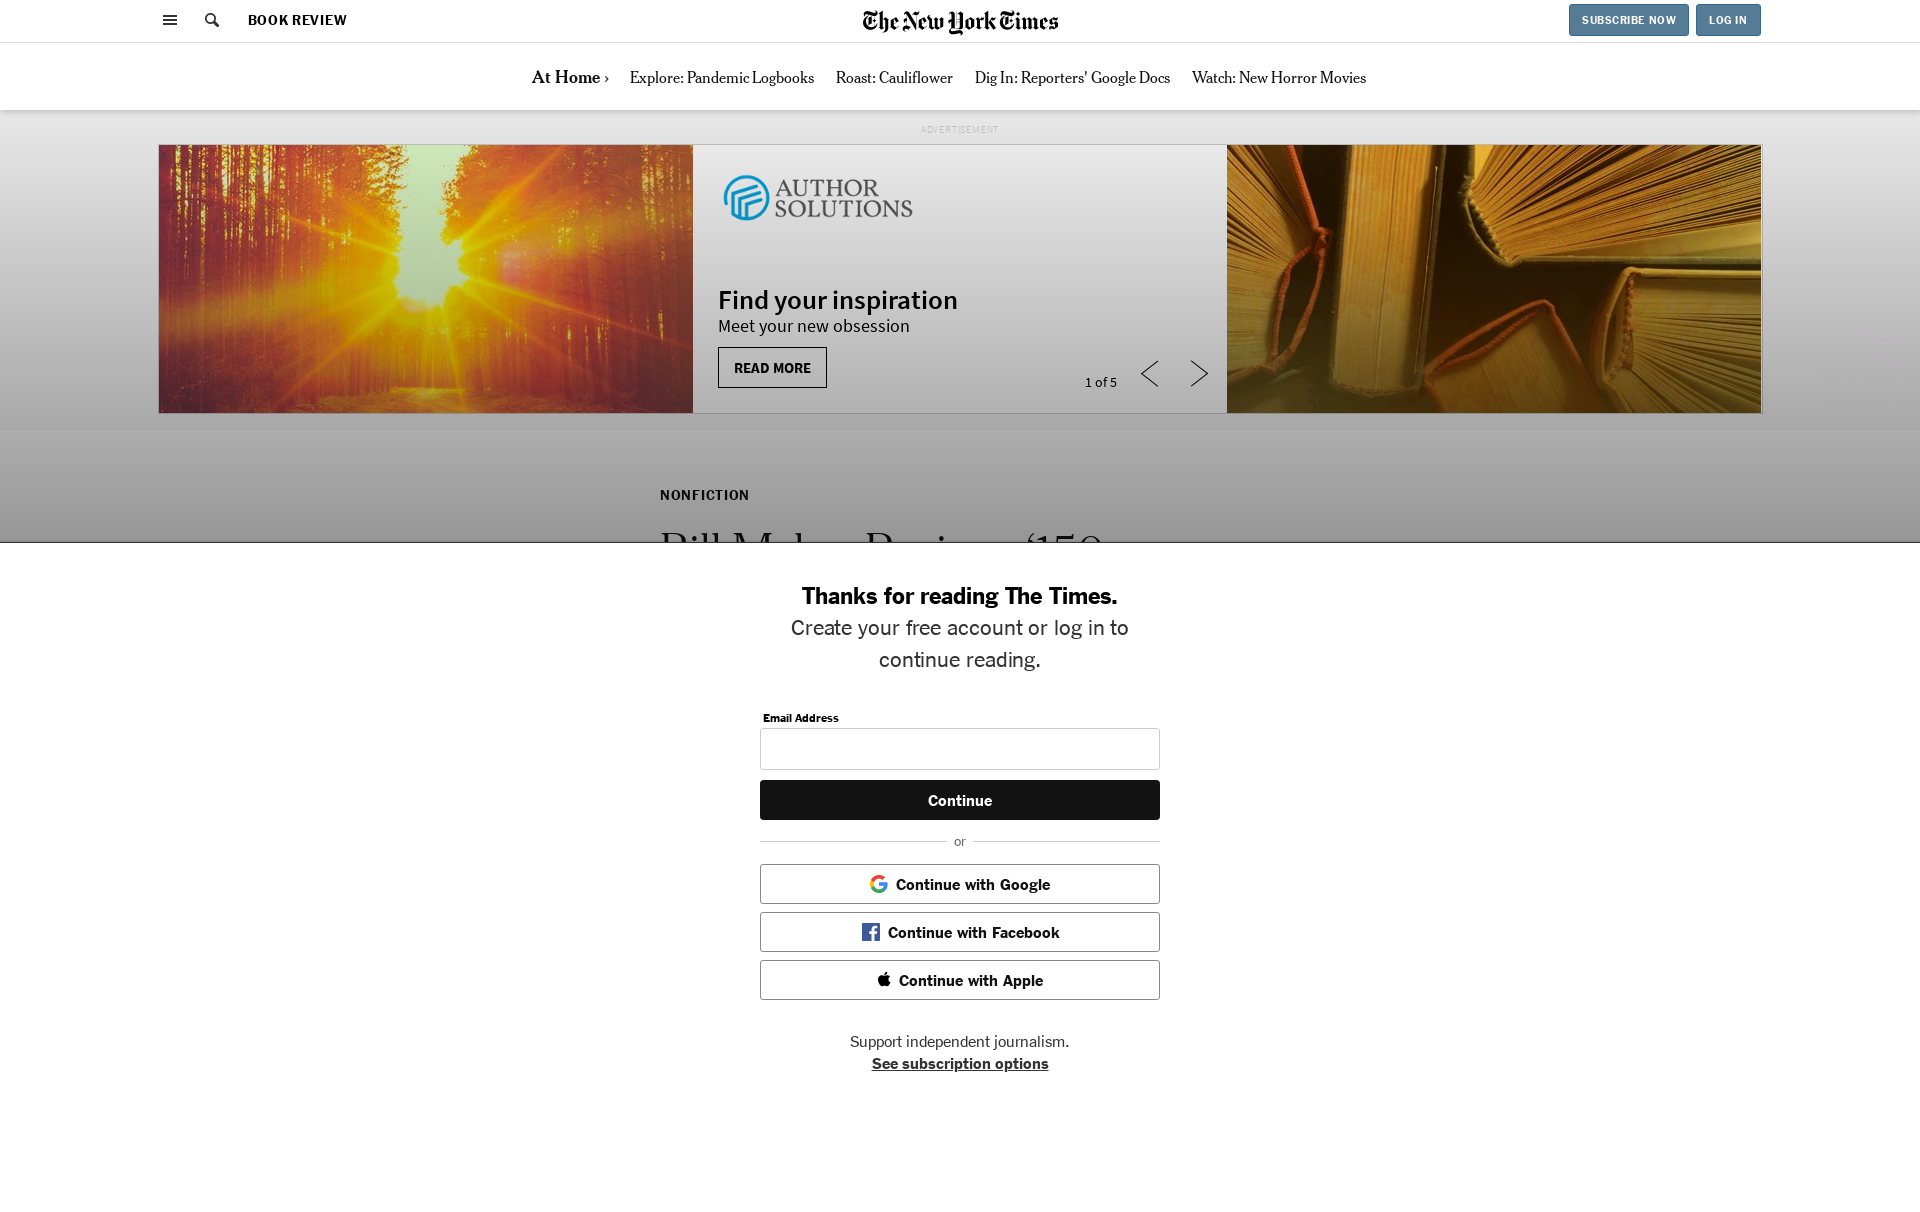 BOOK REVIEW
The New York Times
SUBSCRIBE NOW
LOG IN
At Home ›
Explore: Pandemic Logbooks
Roast: Cauliflower
Dig In: Reporters' Google Docs
Watch: New Horror Movies
ADVERTISEMENT
AUTHOR
SOLUTIONS
Find your inspiration
Meet your new obsession
READ MORE
1 of 5
NONFICTION
Thanks for reading The Times.
Create your free account or log in to
continue reading.
Email Address
Continue
or
Continue with Google
Continue with Facebook
Continue with Apple
Support independent journalism.
See subscription options